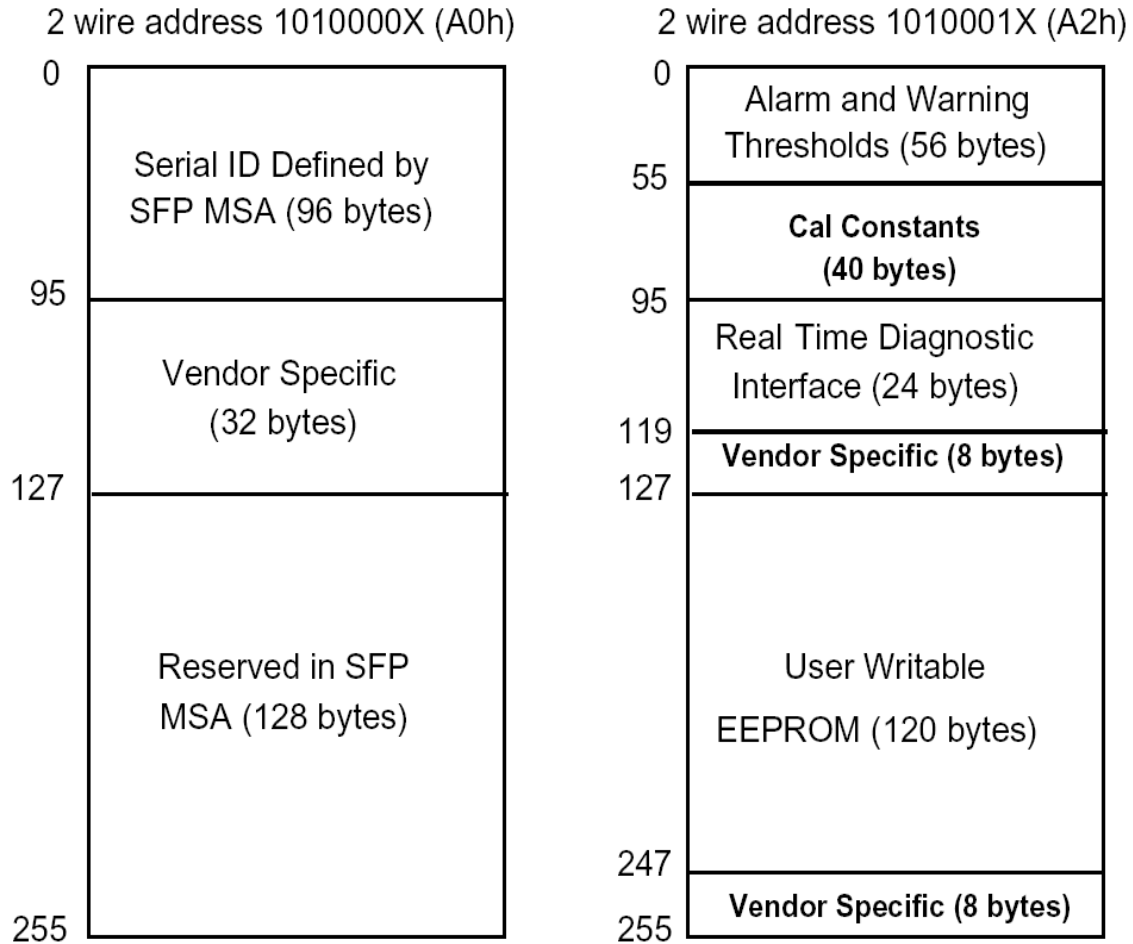 2 wire address 1010000X (A0h)
0
Serial ID Defined by
SFP MSA (96 bytes)
95
Vendor Specific
(32 bytes)
127
Reserved in SFP
MSA (128 bytes)
255
2 wire address 1010001X (A2h)
0
Alarm and Warning
Thresholds (56 bytes)
55
Cal Constants
(40 bytes)
95
Real Time Diagnostic
Interface (24 bytes)
119
Vendor Specific (8 bytes)
127
User Writable
EEPROM (120 bytes)
247
Vendor Specific (8 bytes)
255